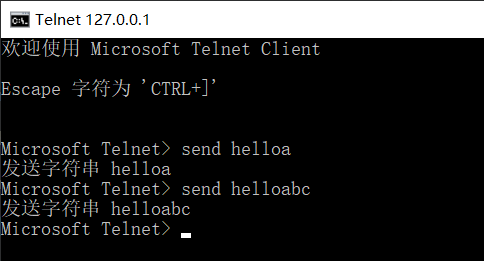 Telnet 127.0.0.1
欢迎使用 Microsoft Telnet Client
Escape 字符为 'CTRL+]'
Microsoft Telnet> send helloa
发送字符串 helloa
Microsoft Telnet> send helloabc
发送字符串 helloabc
Microsoft Telnet>